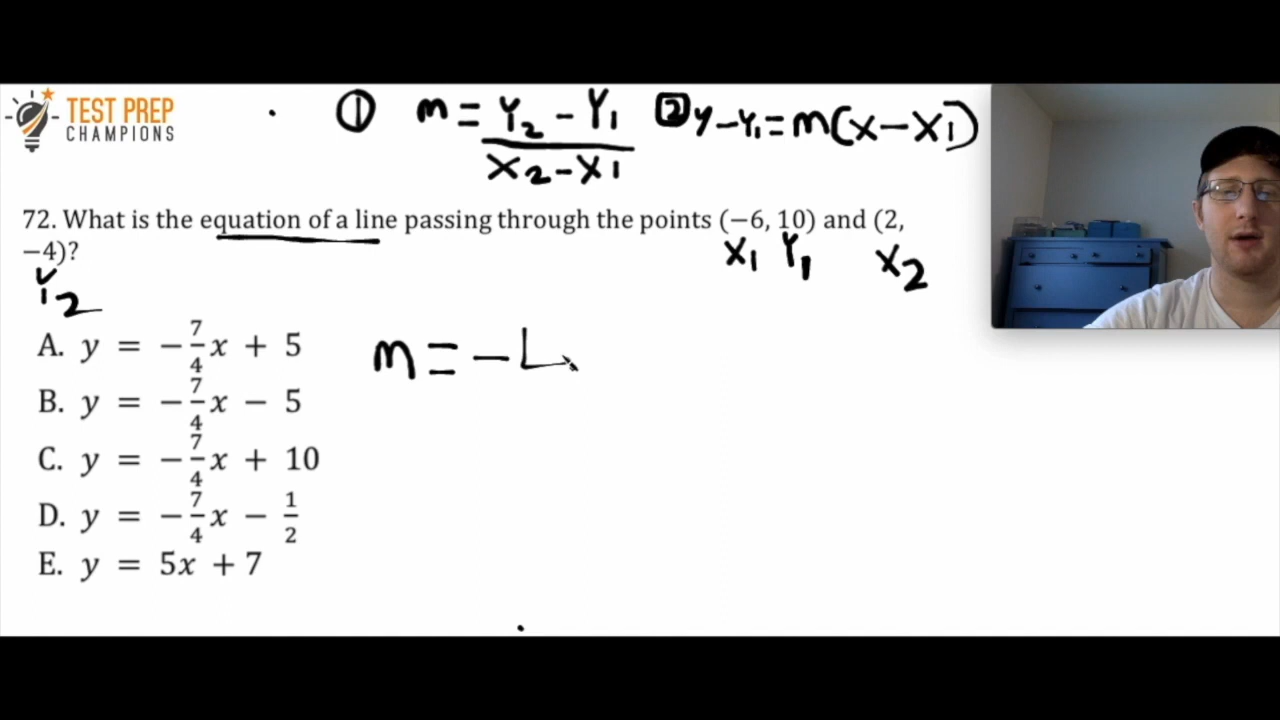 TEST PREP
CHAMPIONS
① m = Y₂ - Y₁ / X₂ - X₁
2 y - y₁ = m(x - x₁)
72. What is the equation of a line passing through the points (−6, 10) and (2,
−4)?
X₁ Y₁ X₂
Y₂
A. y = −7/4x + 5
m = -
B. y = −7/4x − 5
C. y = −7/4x + 10
D. y = −7/4x − 1/2
E. y = 5x + 7